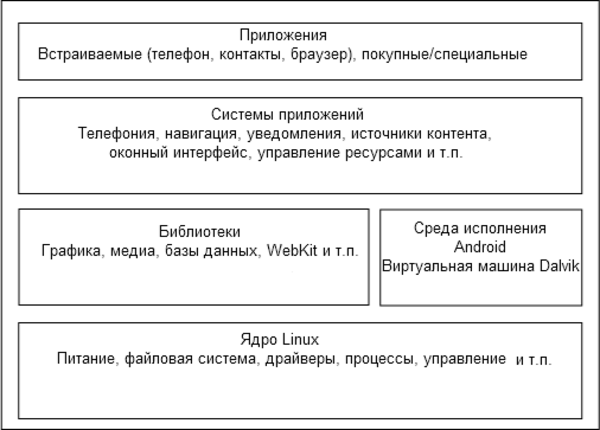 Приложения
Встраиваемые (телефон, контакты, браузер), покупные/специальные
Системы приложений
Телефония, навигация, уведомления, источники контента,
оконный интерфейс, управление ресурсами и т.п.
Библиотеки
Графика, медиа, базы данных, WebKit и т.п.
Среда исполнения
Android
Виртуальная машина Dalvik
Ядро Linux
Питание, файловая система, драйверы, процессы, управление и т.п.